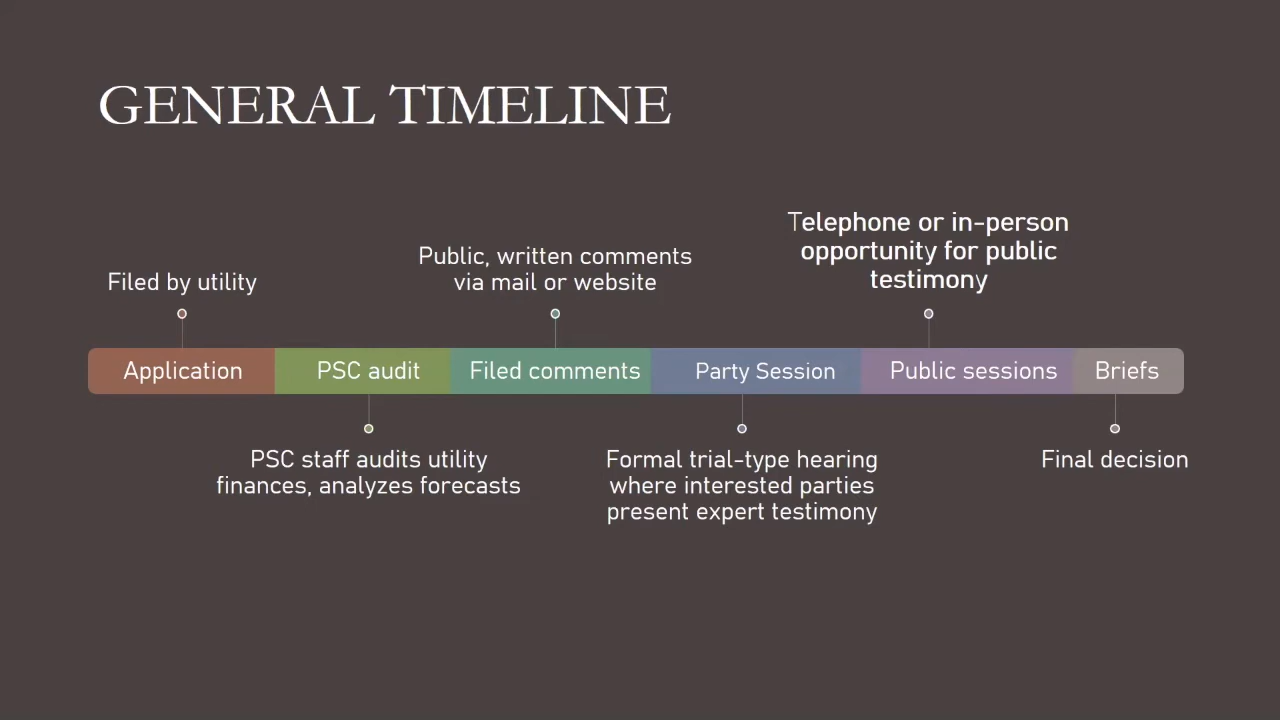 GENERAL TIMELINE
Filed by utility
Public, written comments
via mail or website
Telephone or in-person
opportunity for public
testimony
Application
PSC audit
Filed comments
Party Session
Public sessions
Briefs
PSC staff audits utility
finances, analyzes forecasts
Formal trial-type hearing
where interested parties
present expert testimony
Final decision